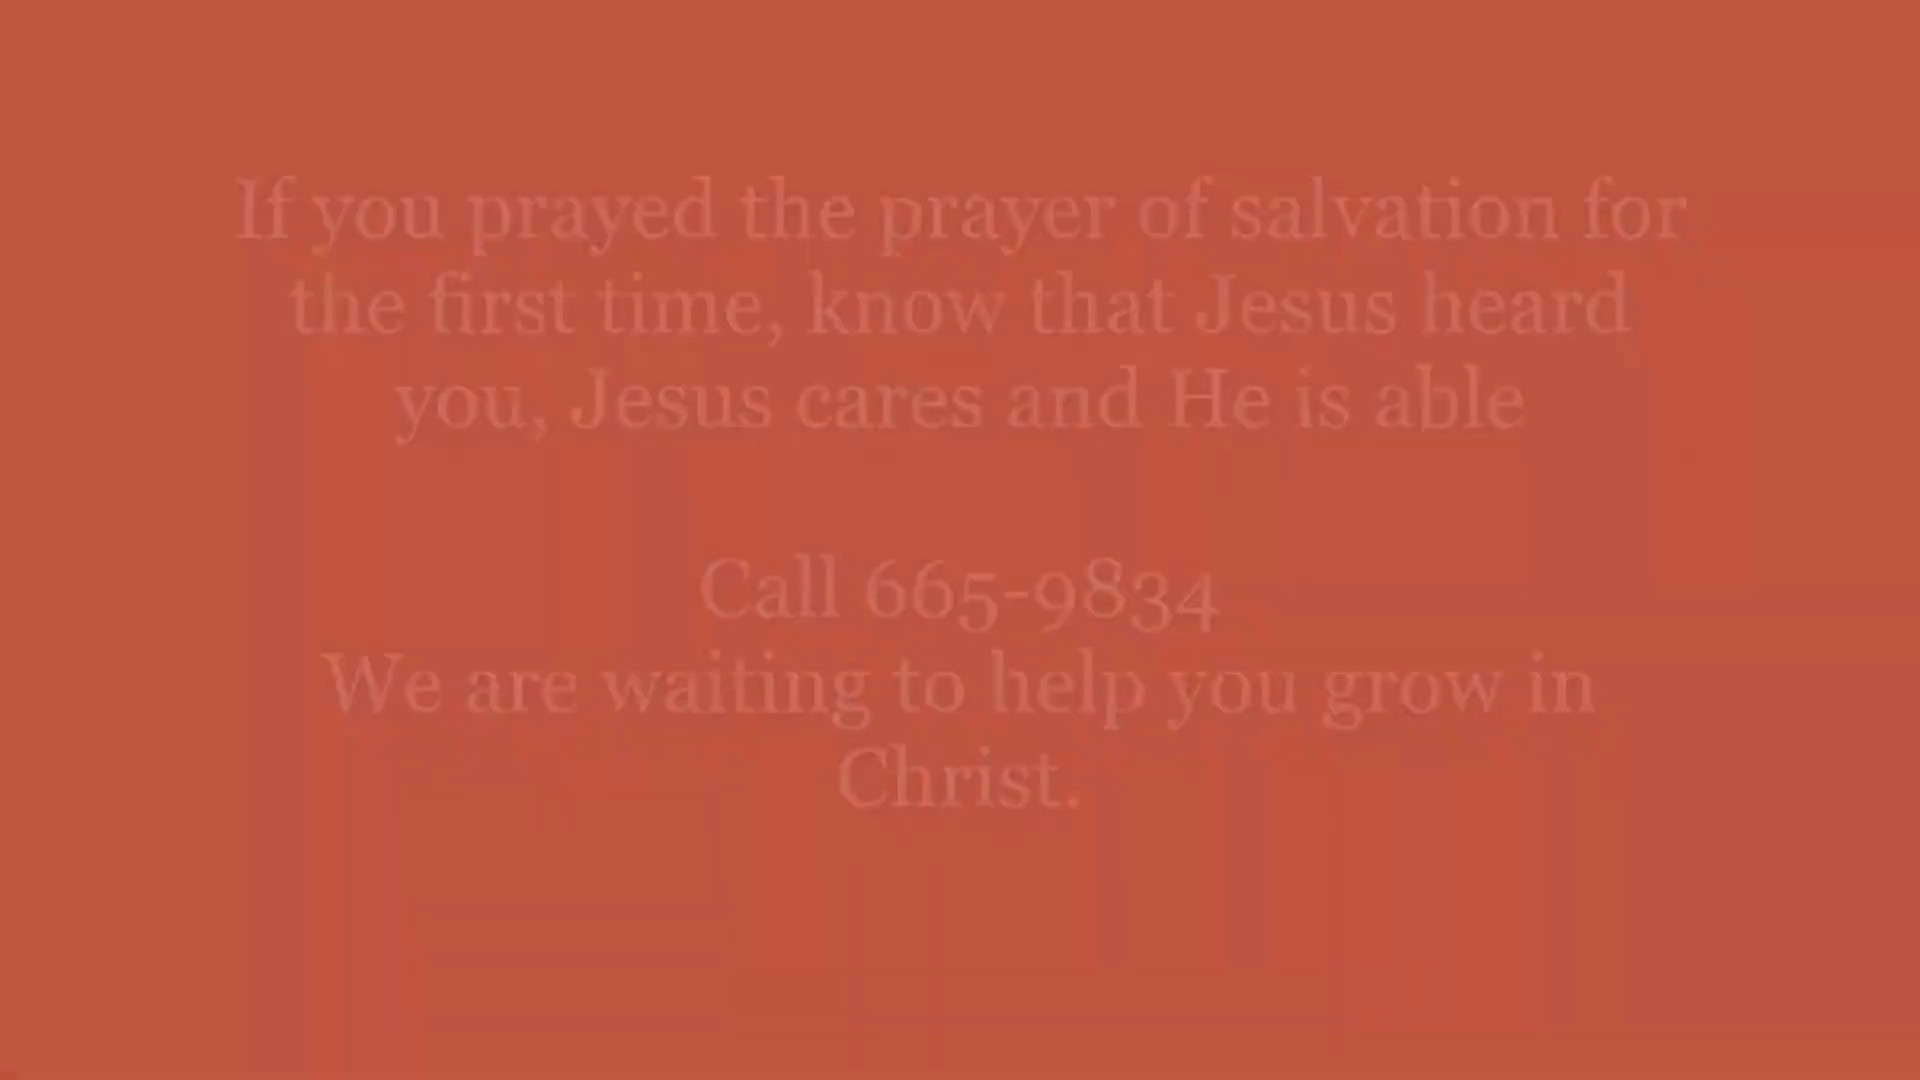 If you prayed the prayer of salvation for
the first time, know that Jesus heard
you, Jesus cares and He is able
Call 665-9834
We are waiting to help you grow in
Christ.